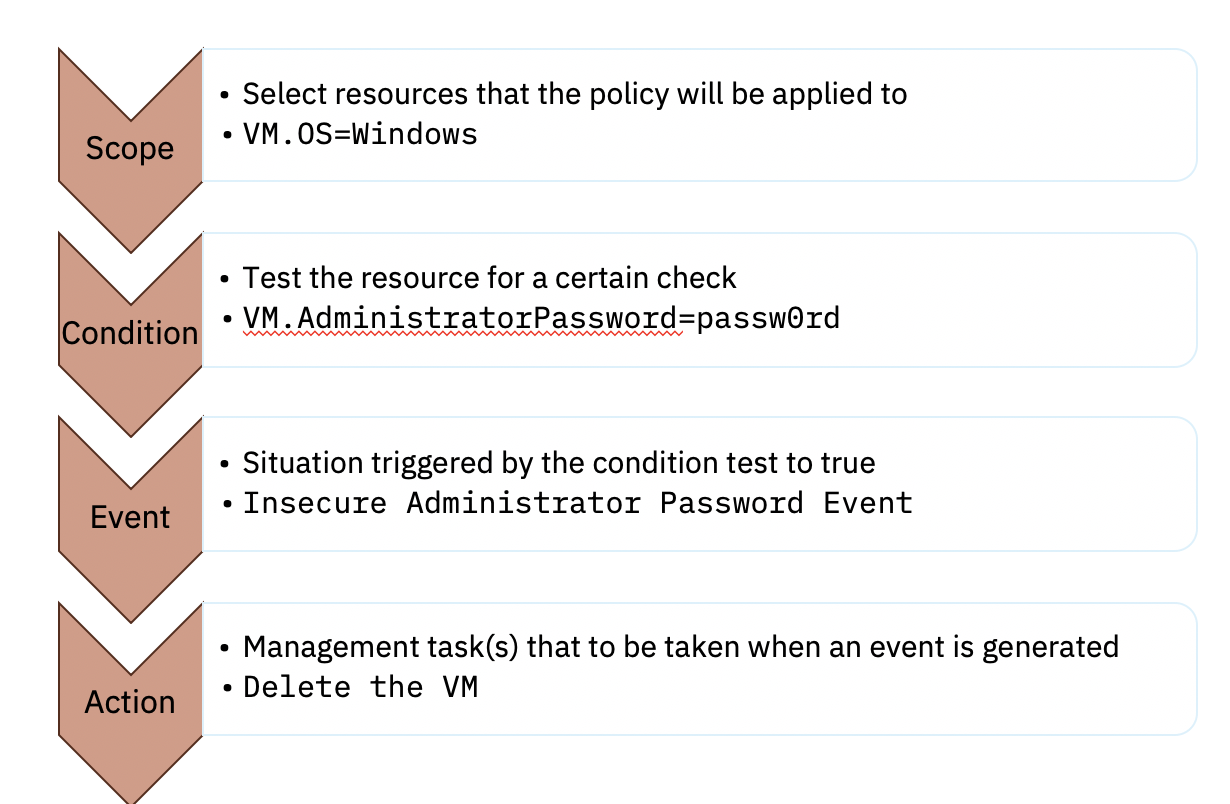 Scope
• Select resources that the policy will be applied to
• VM.OS=Windows
Condition
• Test the resource for a certain check
• VM.AdministratorPassword=passw0rd
Event
• Situation triggered by the condition test to true
• Insecure Administrator Password Event
Action
• Management task(s) that to be taken when an event is generated
• Delete the VM